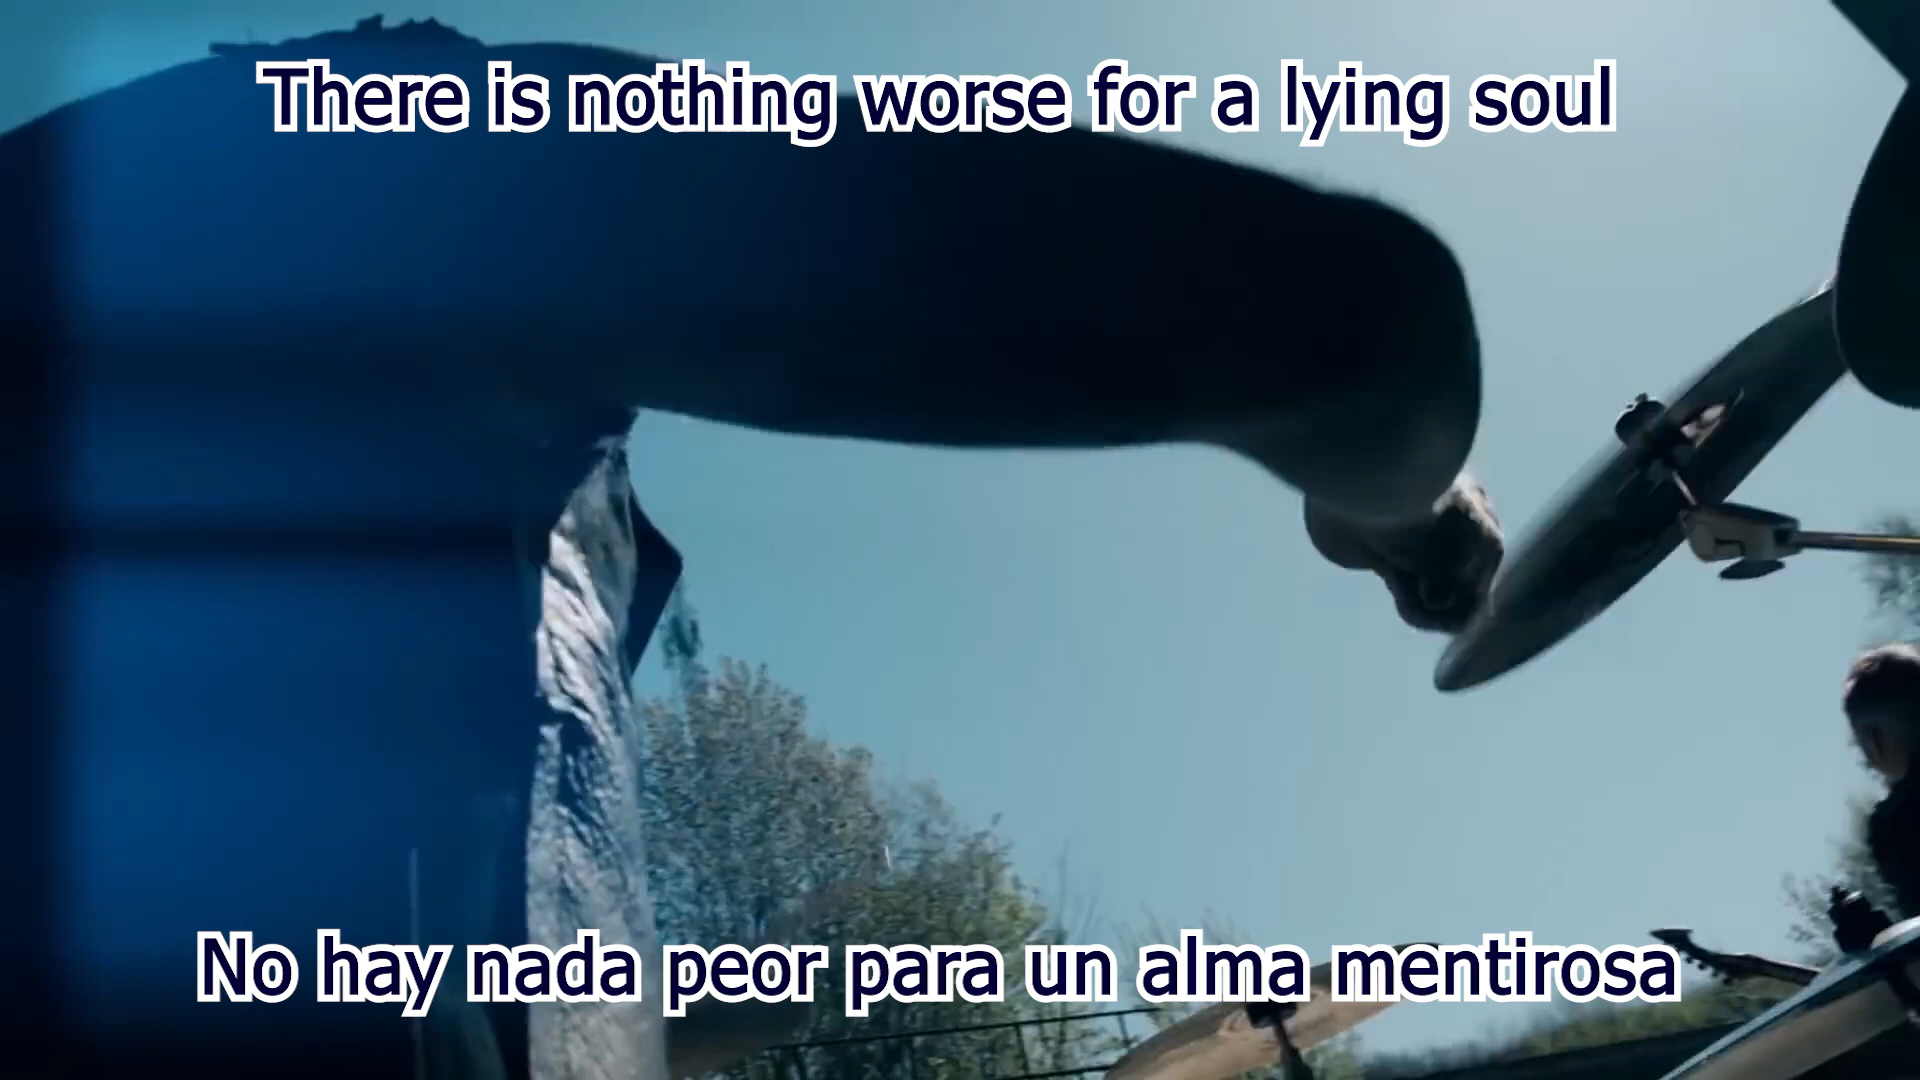 There is nothing worse for a lying soul
No hay nada peor para un alma mentirosa